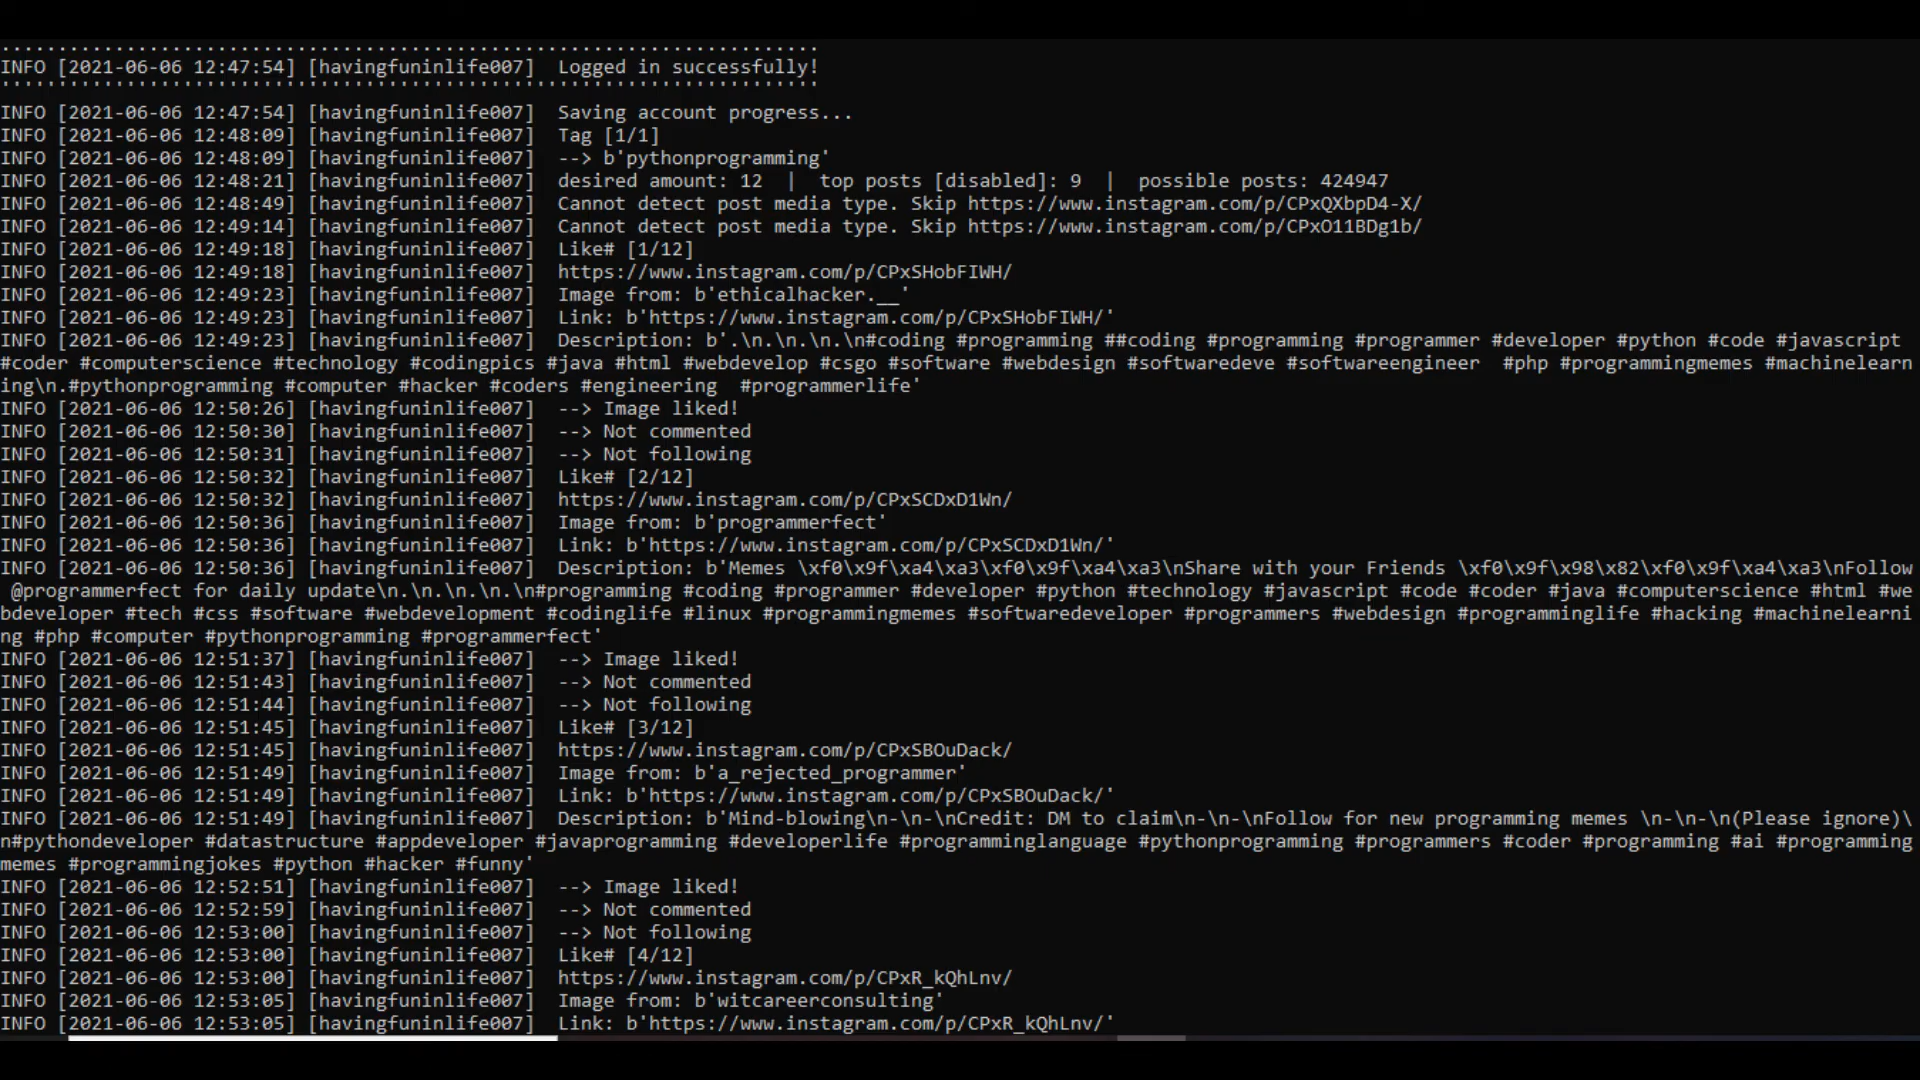 INFO [2021-06-06 12:47:54] [havingfuninlife007]  Logged in successfully!
INFO [2021-06-06 12:47:54] [havingfuninlife007]  Saving account progress...
INFO [2021-06-06 12:48:09] [havingfuninlife007]  Tag [1/1]
INFO [2021-06-06 12:48:09] [havingfuninlife007]  --> b'pythonprogramming'
INFO [2021-06-06 12:48:21] [havingfuninlife007]  desired amount: 12  |  top posts [disabled]: 9  |  possible posts: 424947
INFO [2021-06-06 12:48:49] [havingfuninlife007]  Cannot detect post media type. Skip https://www.instagram.com/p/CPxQXbpD4-X/
INFO [2021-06-06 12:49:14] [havingfuninlife007]  Cannot detect post media type. Skip https://www.instagram.com/p/CPxO11BDg1b/
INFO [2021-06-06 12:49:18] [havingfuninlife007]  Like# [1/12]
INFO [2021-06-06 12:49:18] [havingfuninlife007]  https://www.instagram.com/p/CPxSHobFIWH/
INFO [2021-06-06 12:49:23] [havingfuninlife007]  Image from: b'ethicalhacker.__'
INFO [2021-06-06 12:49:23] [havingfuninlife007]  Link: b'https://www.instagram.com/p/CPxSHobFIWH/'
INFO [2021-06-06 12:49:23] [havingfuninlife007]  Description: b'.\n.\n.\n.\n#coding #programming ##coding #programming #programmer #developer #python #code #javascript
#coder #computerscience #technology #codingpics #java #html #webdevelop #csgo #software #webdesign #softwaredeve #softwareengineer  #php #programmingmemes #machinelearn
ing\n.#pythonprogramming #computer #hacker #coders #engineering  #programmerlife'
INFO [2021-06-06 12:50:26] [havingfuninlife007]  --> Image liked!
INFO [2021-06-06 12:50:30] [havingfuninlife007]  --> Not commented
INFO [2021-06-06 12:50:31] [havingfuninlife007]  --> Not following
INFO [2021-06-06 12:50:32] [havingfuninlife007]  Like# [2/12]
INFO [2021-06-06 12:50:32] [havingfuninlife007]  https://www.instagram.com/p/CPxSCDxD1Wn/
INFO [2021-06-06 12:50:36] [havingfuninlife007]  Image from: b'programmerfect'
INFO [2021-06-06 12:50:36] [havingfuninlife007]  Link: b'https://www.instagram.com/p/CPxSCDxD1Wn/'
INFO [2021-06-06 12:50:36] [havingfuninlife007]  Description: b'Memes \xf0\x9f\xa4\xa3\xf0\x9f\xa4\xa3\nShare with your Friends \xf0\x9f\x98\x82\xf0\x9f\xa4\xa3\nFollow
 @programmerfect for daily update\n.\n.\n.\n.\n#programming #coding #programmer #developer #python #technology #javascript #code #coder #java #computerscience #html #we
bdeveloper #tech #css #software #webdevelopment #codinglife #linux #programmingmemes #softwaredeveloper #programmers #webdesign #programminglife #hacking #machinelearni
ng #php #computer #pythonprogramming #programmerfect'
INFO [2021-06-06 12:51:37] [havingfuninlife007]  --> Image liked!
INFO [2021-06-06 12:51:43] [havingfuninlife007]  --> Not commented
INFO [2021-06-06 12:51:44] [havingfuninlife007]  --> Not following
INFO [2021-06-06 12:51:45] [havingfuninlife007]  Like# [3/12]
INFO [2021-06-06 12:51:45] [havingfuninlife007]  https://www.instagram.com/p/CPxSBOuDack/
INFO [2021-06-06 12:51:49] [havingfuninlife007]  Image from: b'a_rejected_programmer'
INFO [2021-06-06 12:51:49] [havingfuninlife007]  Link: b'https://www.instagram.com/p/CPxSBOuDack/'
INFO [2021-06-06 12:51:49] [havingfuninlife007]  Description: b'Mind-blowing\n-\n-\nCredit: DM to claim\n-\n-\nFollow for new programming memes \n-\n-\n(Please ignore)\
n#pythondeveloper #datastructure #appdeveloper #javaprogramming #developerlife #programminglanguage #pythonprogramming #programmers #coder #programming #ai #programming
memes #programmingjokes #python #hacker #funny'
INFO [2021-06-06 12:52:51] [havingfuninlife007]  --> Image liked!
INFO [2021-06-06 12:52:59] [havingfuninlife007]  --> Not commented
INFO [2021-06-06 12:53:00] [havingfuninlife007]  --> Not following
INFO [2021-06-06 12:53:00] [havingfuninlife007]  Like# [4/12]
INFO [2021-06-06 12:53:00] [havingfuninlife007]  https://www.instagram.com/p/CPxR_kQhLnv/
INFO [2021-06-06 12:53:05] [havingfuninlife007]  Image from: b'witcareerconsulting'
INFO [2021-06-06 12:53:05] [havingfuninlife007]  Link: b'https://www.instagram.com/p/CPxR_kQhLnv/'